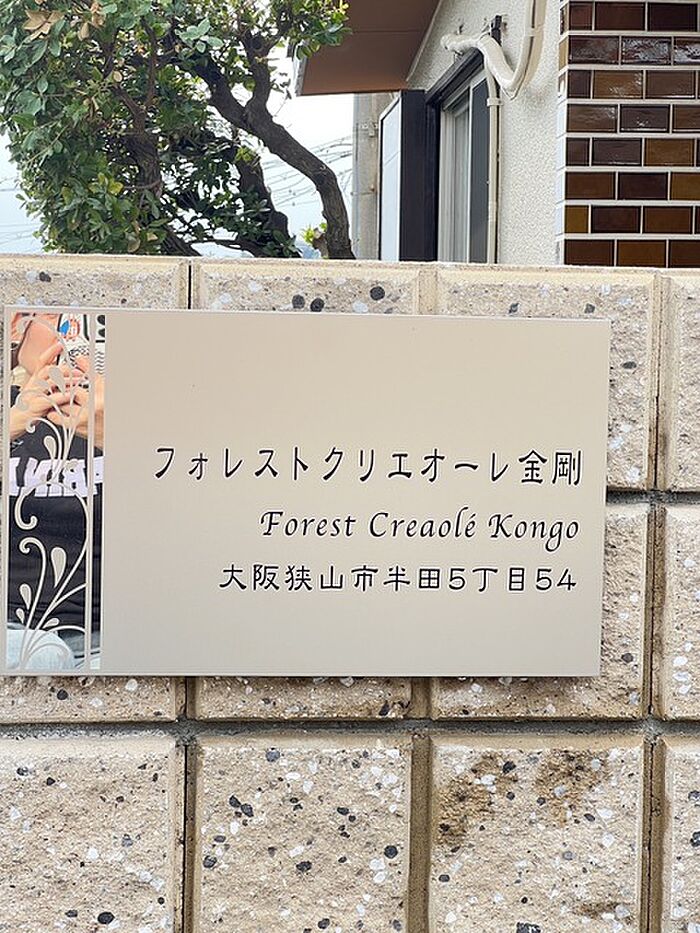 フォレストクリエオーレ金剛
Forest Creaolé Kongo
大阪狭山市半田5丁目54